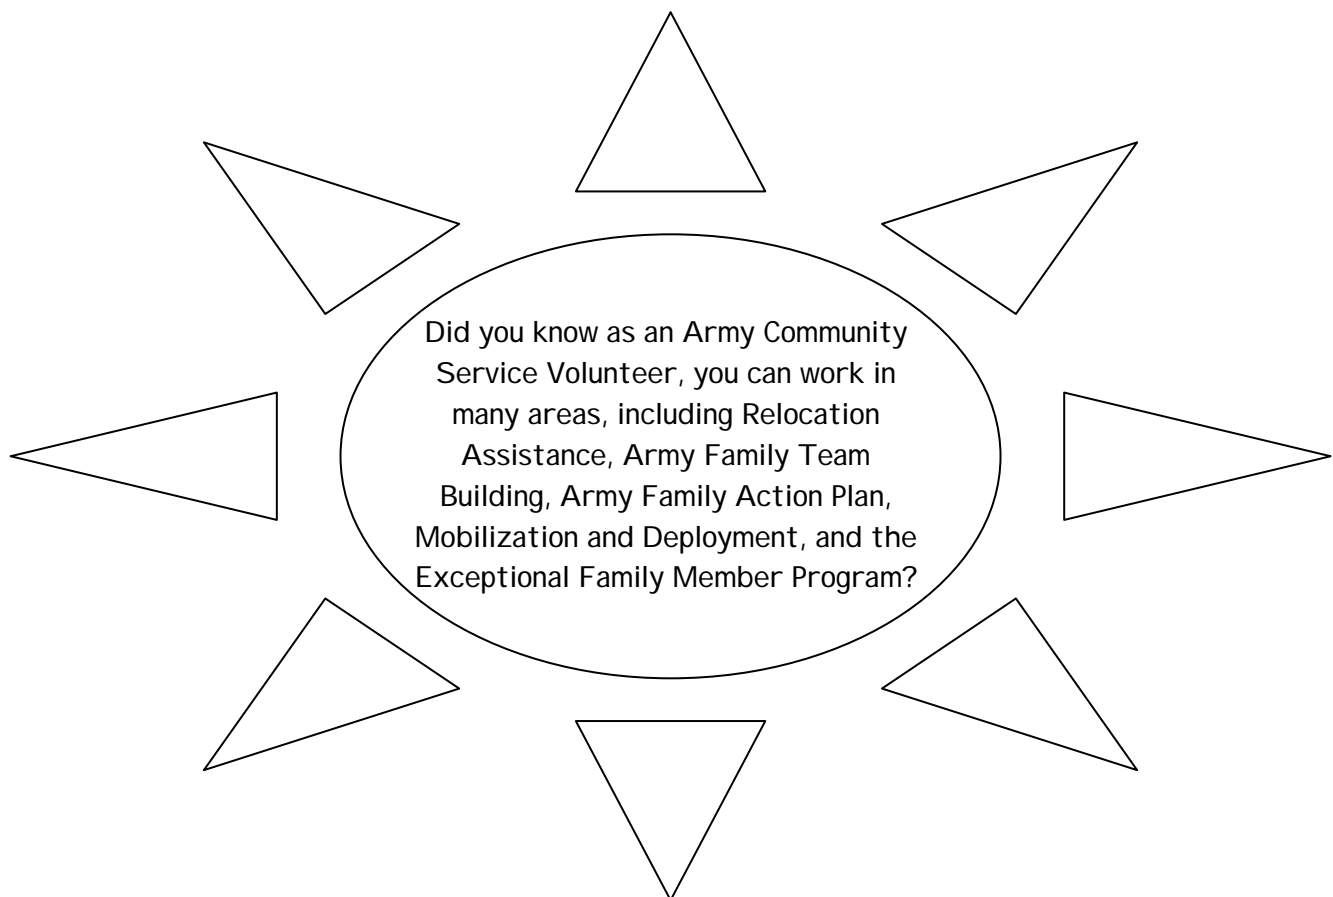 Did you know as an Army Community
Service Volunteer, you can work in
many areas, including Relocation
Assistance, Army Family Team
Building, Army Family Action Plan,
Mobilization and Deployment, and the
Exceptional Family Member Program?